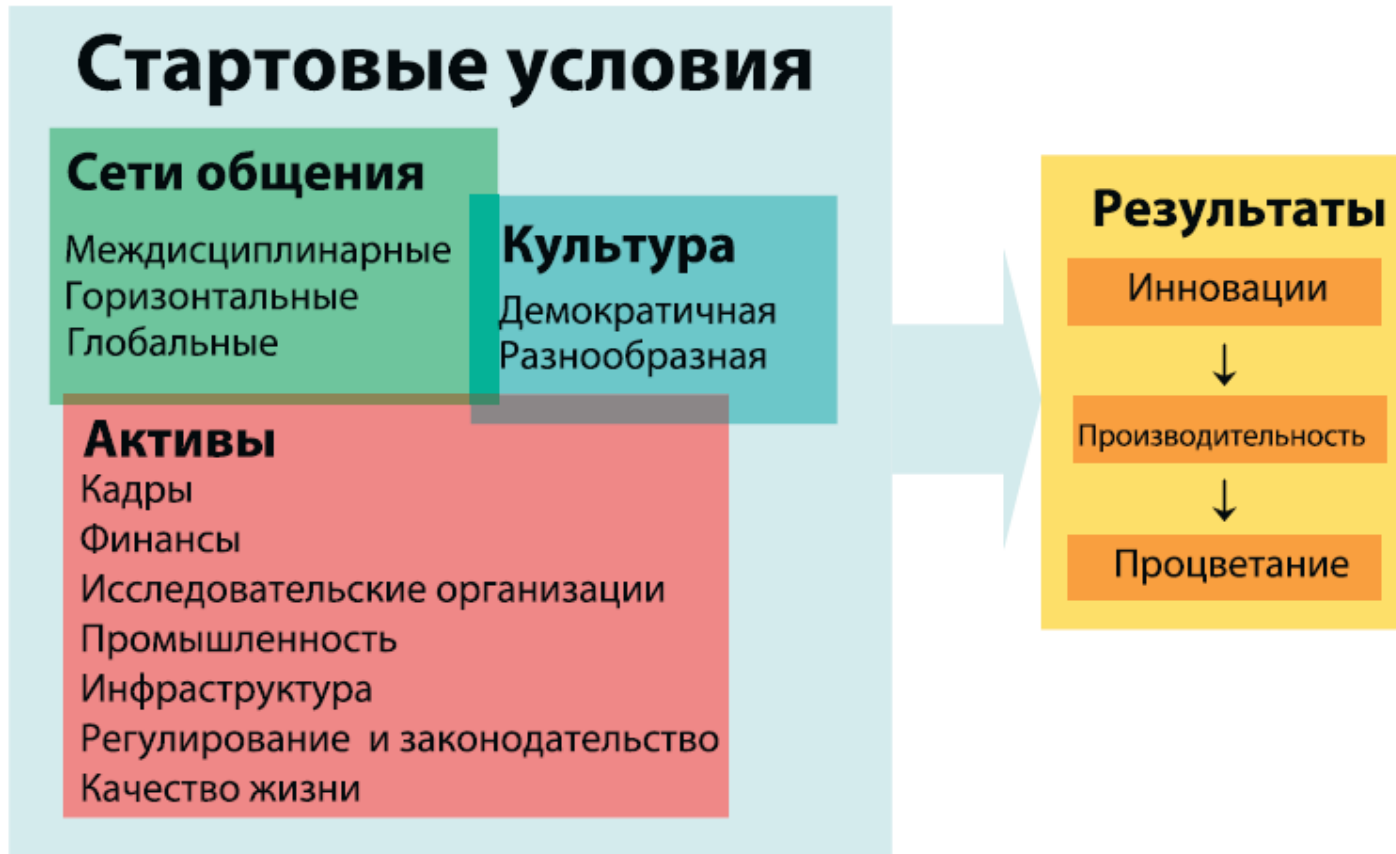 Стартовые условия
Сети общения
Междисциплинарные
Горизонтальные
Глобальные
Культура
Демократичная
Разнообразная
Активы
Кадры
Финансы
Исследовательские организации
Промышленность
Инфраструктура
Регулирование и законодательство
Качество жизни
Результаты
Инновации
↓
Производительность
↓
Процветание